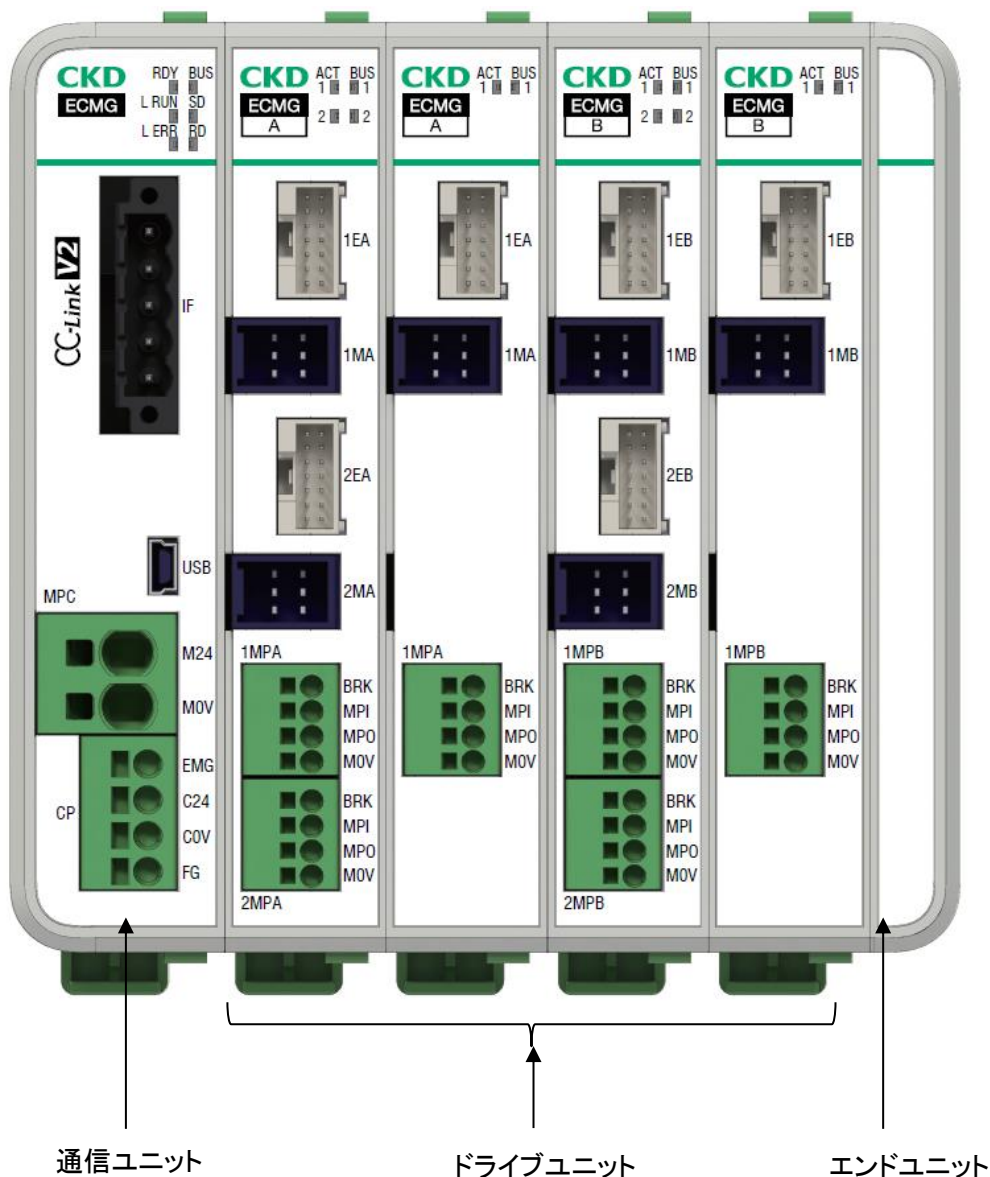 CKD
ECMG
RDY BUS
L RUN SD
L ERR RD
CC-Link V2
IF
USB
MPC
M24
M0V
CP
EMG
C24
C0V
FG
CKD
ECMG
A
ACT BUS
1 1
2 2
1EA
1MA
2EA
2MA
1MPA
BRK
MPI
MPO
M0V
BRK
MPI
MPO
M0V
2MPA
CKD
ECMG
A
ACT BUS
1 1
1EA
1MA
1MPA
BRK
MPI
MPO
M0V
CKD
ECMG
B
ACT BUS
1 1
2 2
1EB
1MB
2EB
2MB
1MPB
BRK
MPI
MPO
M0V
BRK
MPI
MPO
M0V
2MPB
CKD
ECMG
B
ACT BUS
1 1
1EB
1MB
1MPB
BRK
MPI
MPO
M0V
通信ユニット
ドライブユニット
エンドユニット